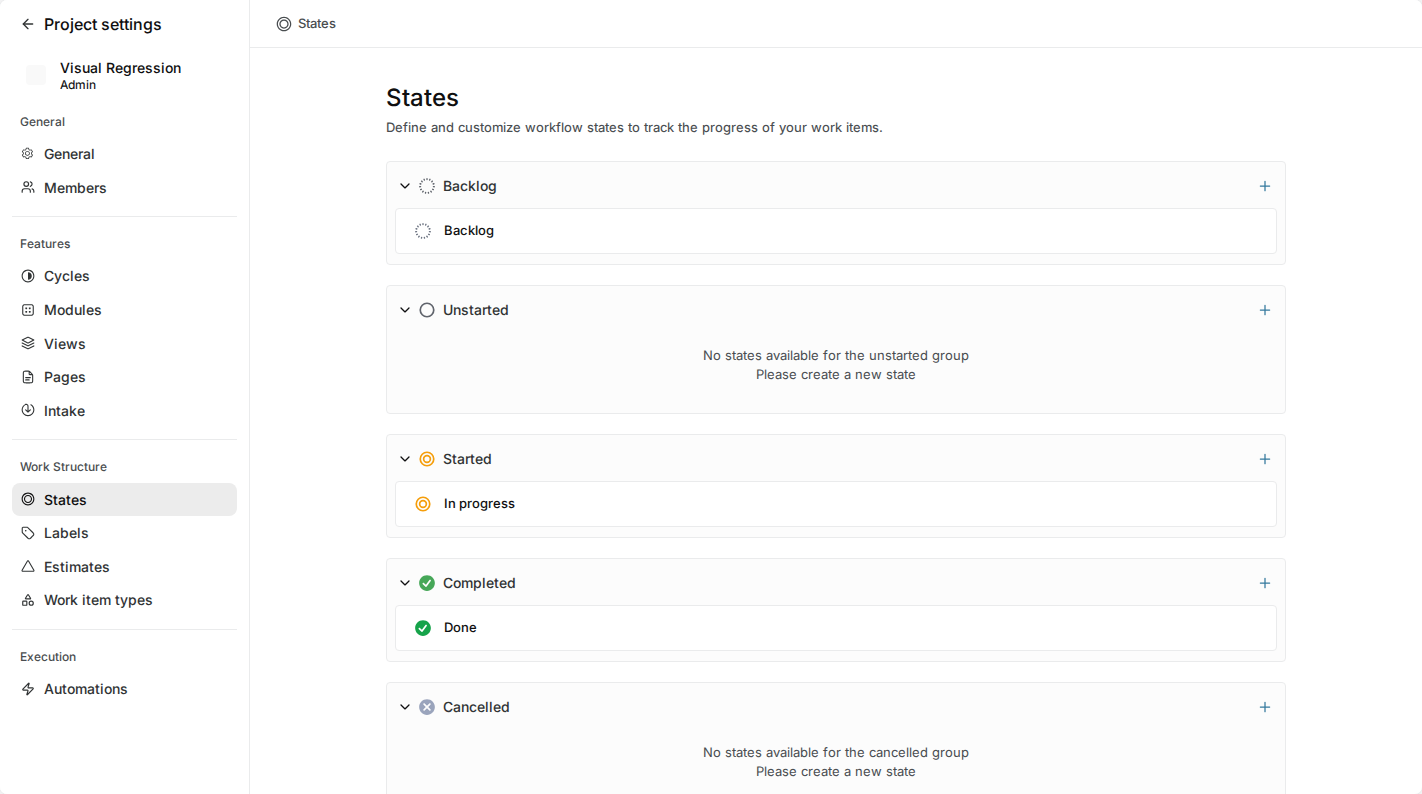 Project settings
Visual Regression
Admin
General
General
Members
Features
Cycles
Modules
Views
Pages
Intake
Work Structure
States
Labels
Estimates
Work item types
Execution
Automations
States
States
Define and customize workflow states to track the progress of your work items.
Backlog
Backlog
Unstarted
No states available for the unstarted group
Please create a new state
Started
In progress
Completed
Done
Cancelled
No states available for the cancelled group
Please create a new state